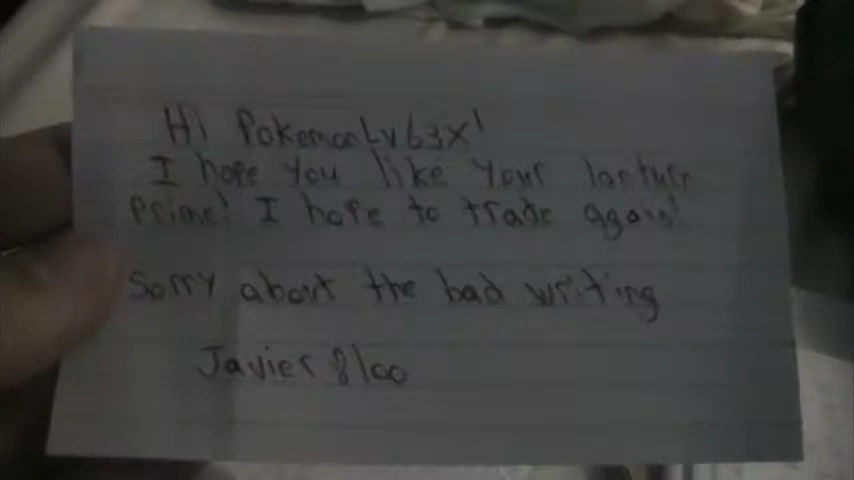 Hi PokemonLv63X!
I hope you like your lanturn
Prime! I hope to trade again!
Sorry about the bad writing
Javier 8100